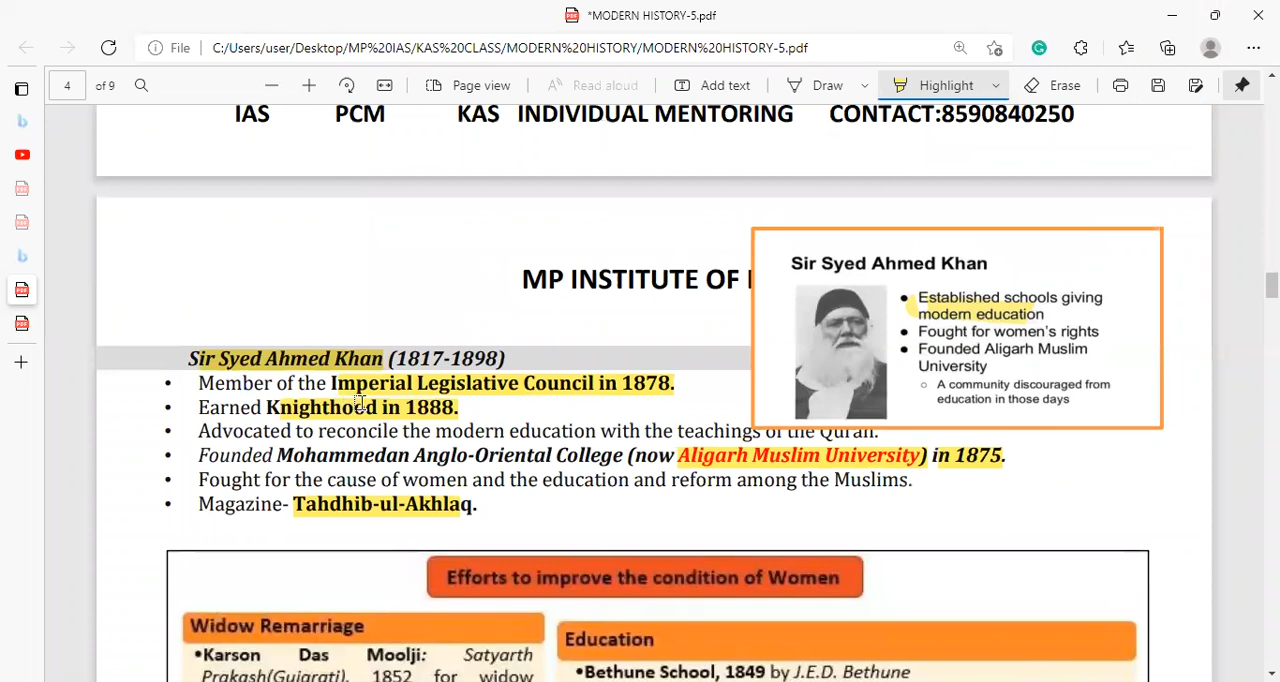 *MODERN HISTORY-5.pdf
File
C:/Users/user/Desktop/MP%20IAS/KAS%20CLASS/MODERN%20HISTORY/MODERN%20HISTORY-5.pdf
4 of 9
Page view
Read aloud
Add text
Draw
Highlight
Erase
IAS PCM KAS INDIVIDUAL MENTORING CONTACT:8590840250
MP INSTITUTE OF
Sir Syed Ahmed Khan
• Established schools giving
modern education
• Fought for women's rights
• Founded Aligarh Muslim
University
○ A community discouraged from
education in those days
Sir Syed Ahmed Khan (1817-1898)
• Member of the Imperial Legislative Council in 1878.
• Earned Knighthood in 1888.
• Advocated to reconcile the modern education with the teachings of the Quran.
• Founded Mohammedan Anglo-Oriental College (now Aligarh Muslim University) in 1875.
• Fought for the cause of women and the education and reform among the Muslims.
• Magazine- Tahdhib-ul-Akhlaq.
Efforts to improve the condition of Women
Widow Remarriage
•Karson Das Moolji: Satyarth
Prakash(Gujarati), 1852 for widow
Education
•Bethune School, 1849 by J.E.D. Bethune